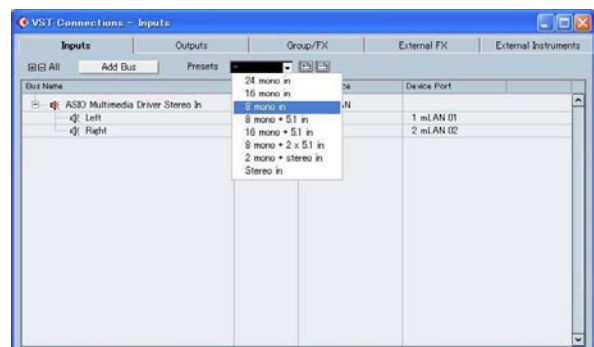 VST Connections - Inputs
Inputs Outputs Group/FX External FX External Instruments
All Add Bus Presets -
Bus Name Device Port
24 mono in
16 mono in
8 mono in
8 mono + 5.1 in
16 mono + 5.1 in
8 mono + 2 x 5.1 in
2 mono + stereo in
Stereo in
ASIO Multimedia Driver Stereo In
Left 1 mLAN 01
Right 2 mLAN 02